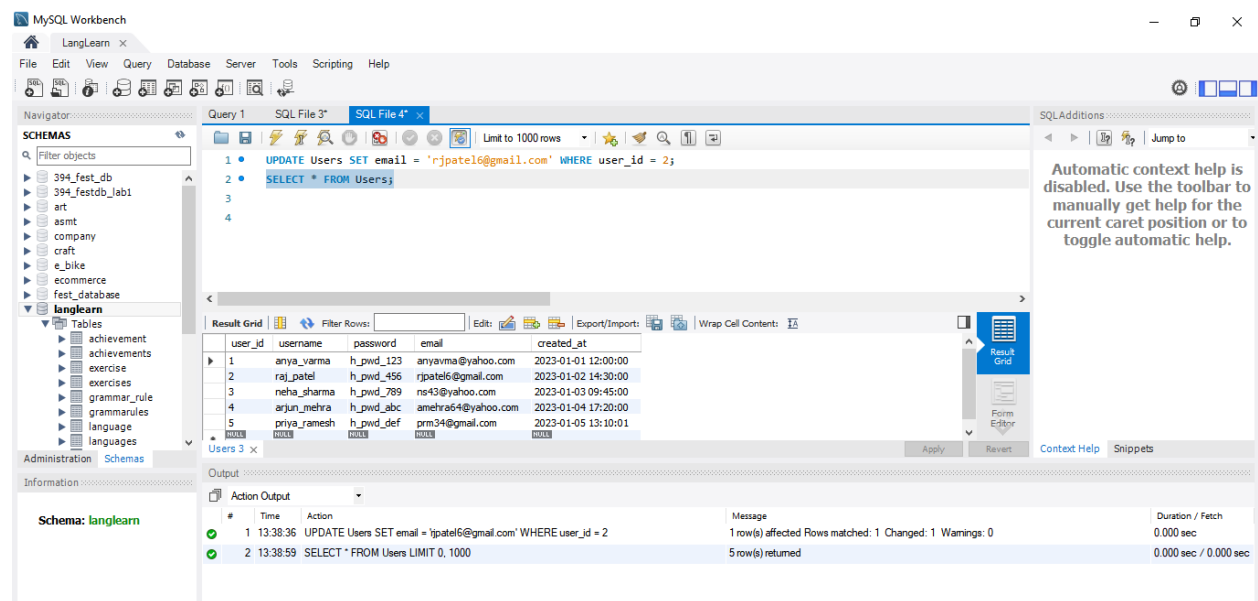 MySQL Workbench
LangLearn
File Edit View Query Database Server Tools Scripting Help
Navigator
SCHEMAS
Filter objects
394_fest_db
394_festdb_lab1
art
asmt
company
craft
e_bike
ecommerce
fest_database
langlearn
Tables
achievement
achievements
exercise
exercises
grammar_rule
grammarules
language
languages
Administration Schemas
Information
Schema: langlearn
Query 1 SQL File 3* SQL File 4*
Limit to 1000 rows
1 UPDATE Users SET email = 'rjpatel6@gmail.com' WHERE user_id = 2;
2 SELECT * FROM Users;
3
4
Result Grid Filter Rows: Edit: Export/Import: Wrap Cell Content:
user_id username password email created_at
1 anya_varma h_pwd_123 anyavma@yahoo.com 2023-01-01 12:00:00
2 raj_patel h_pwd_456 rjpatel6@gmail.com 2023-01-02 14:30:00
3 neha_sharma h_pwd_789 ns43@yahoo.com 2023-01-03 09:45:00
4 arjun_mehra h_pwd_abc amehra64@yahoo.com 2023-01-04 17:20:00
5 priya_ramesh h_pwd_def prm34@gmail.com 2023-01-05 13:10:01
NULL NULL NULL NULL NULL
Result Grid
Form Editor
Users 3 Apply Revert
SQLAdditions
Jump to
Automatic context help is
disabled. Use the toolbar to
manually get help for the
current caret position or to
toggle automatic help.
Context Help Snippets
Output
Action Output
# Time Action Message Duration / Fetch
1 13:38:36 UPDATE Users SET email = 'rjpatel6@gmail.com' WHERE user_id = 2 1 row(s) affected Rows matched: 1 Changed: 1 Warnings: 0 0.000 sec
2 13:38:59 SELECT * FROM Users LIMIT 0, 1000 5 row(s) returned 0.000 sec / 0.000 sec